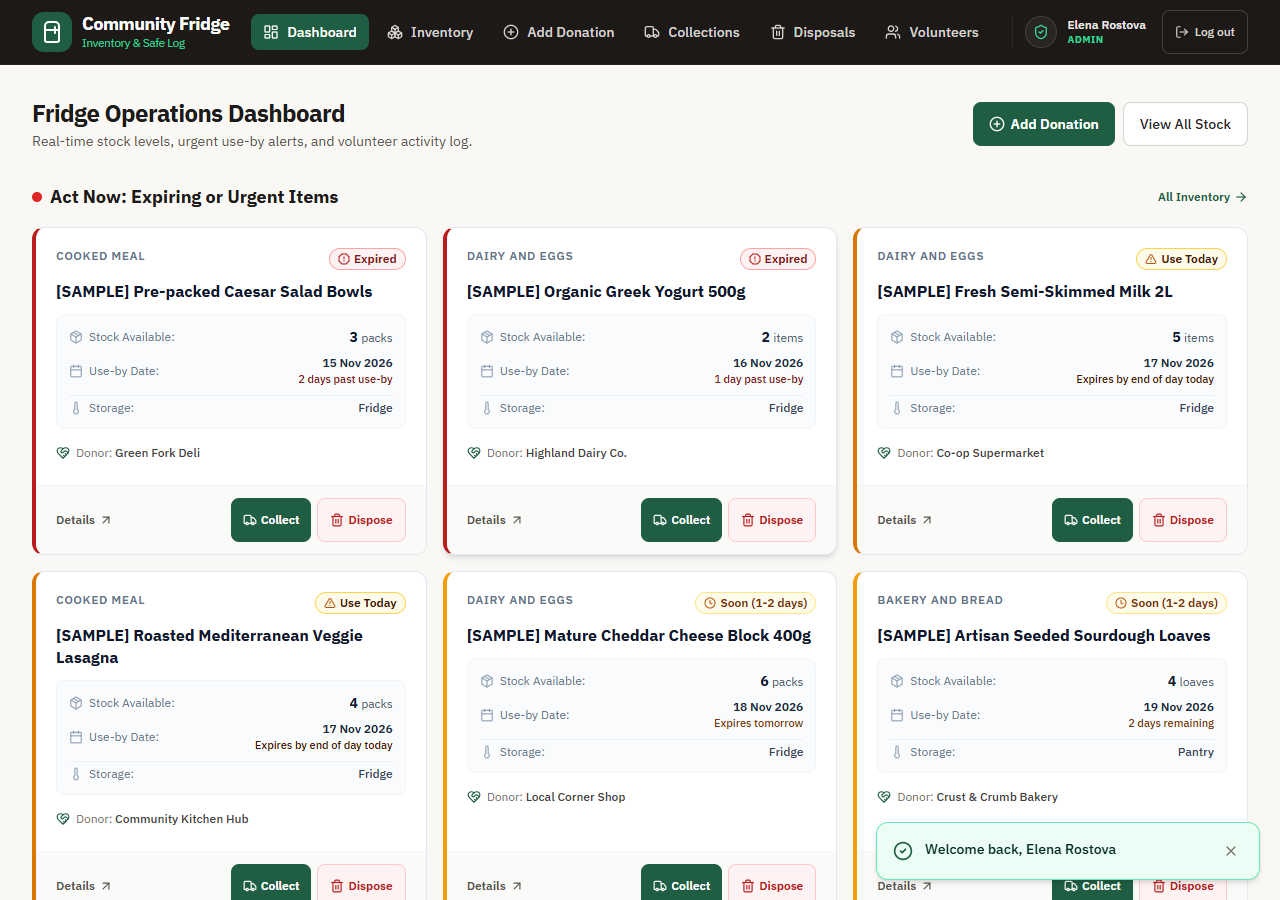 Community Fridge
Inventory & Safe Log
Dashboard
Inventory
Add Donation
Collections
Disposals
Volunteers
Elena Rostova
ADMIN
Log out
Fridge Operations Dashboard
Real-time stock levels, urgent use-by alerts, and volunteer activity log.
Add Donation
View All Stock
Act Now: Expiring or Urgent Items
All Inventory
COOKED MEAL
Expired
[SAMPLE] Pre-packed Caesar Salad Bowls
Stock Available: 3 packs
Use-by Date: 15 Nov 2026
2 days past use-by
Storage: Fridge
Donor: Green Fork Deli
Details
Collect
Dispose
DAIRY AND EGGS
Expired
[SAMPLE] Organic Greek Yogurt 500g
Stock Available: 2 items
Use-by Date: 16 Nov 2026
1 day past use-by
Storage: Fridge
Donor: Highland Dairy Co.
Details
Collect
Dispose
DAIRY AND EGGS
Use Today
[SAMPLE] Fresh Semi-Skimmed Milk 2L
Stock Available: 5 items
Use-by Date: 17 Nov 2026
Expires by end of day today
Storage: Fridge
Donor: Co-op Supermarket
Details
Collect
Dispose
COOKED MEAL
Use Today
[SAMPLE] Roasted Mediterranean Veggie
Lasagna
Stock Available: 4 packs
Use-by Date: 17 Nov 2026
Expires by end of day today
Storage: Fridge
Donor: Community Kitchen Hub
Details
Collect
Dispose
DAIRY AND EGGS
Soon (1-2 days)
[SAMPLE] Mature Cheddar Cheese Block 400g
Stock Available: 6 packs
Use-by Date: 18 Nov 2026
Expires tomorrow
Storage: Fridge
Donor: Local Corner Shop
Details
Collect
Dispose
BAKERY AND BREAD
Soon (1-2 days)
[SAMPLE] Artisan Seeded Sourdough Loaves
Stock Available: 4 loaves
Use-by Date: 19 Nov 2026
2 days remaining
Storage: Pantry
Donor: Crust & Crumb Bakery
Details
Collect
Dispose
Welcome back, Elena Rostova